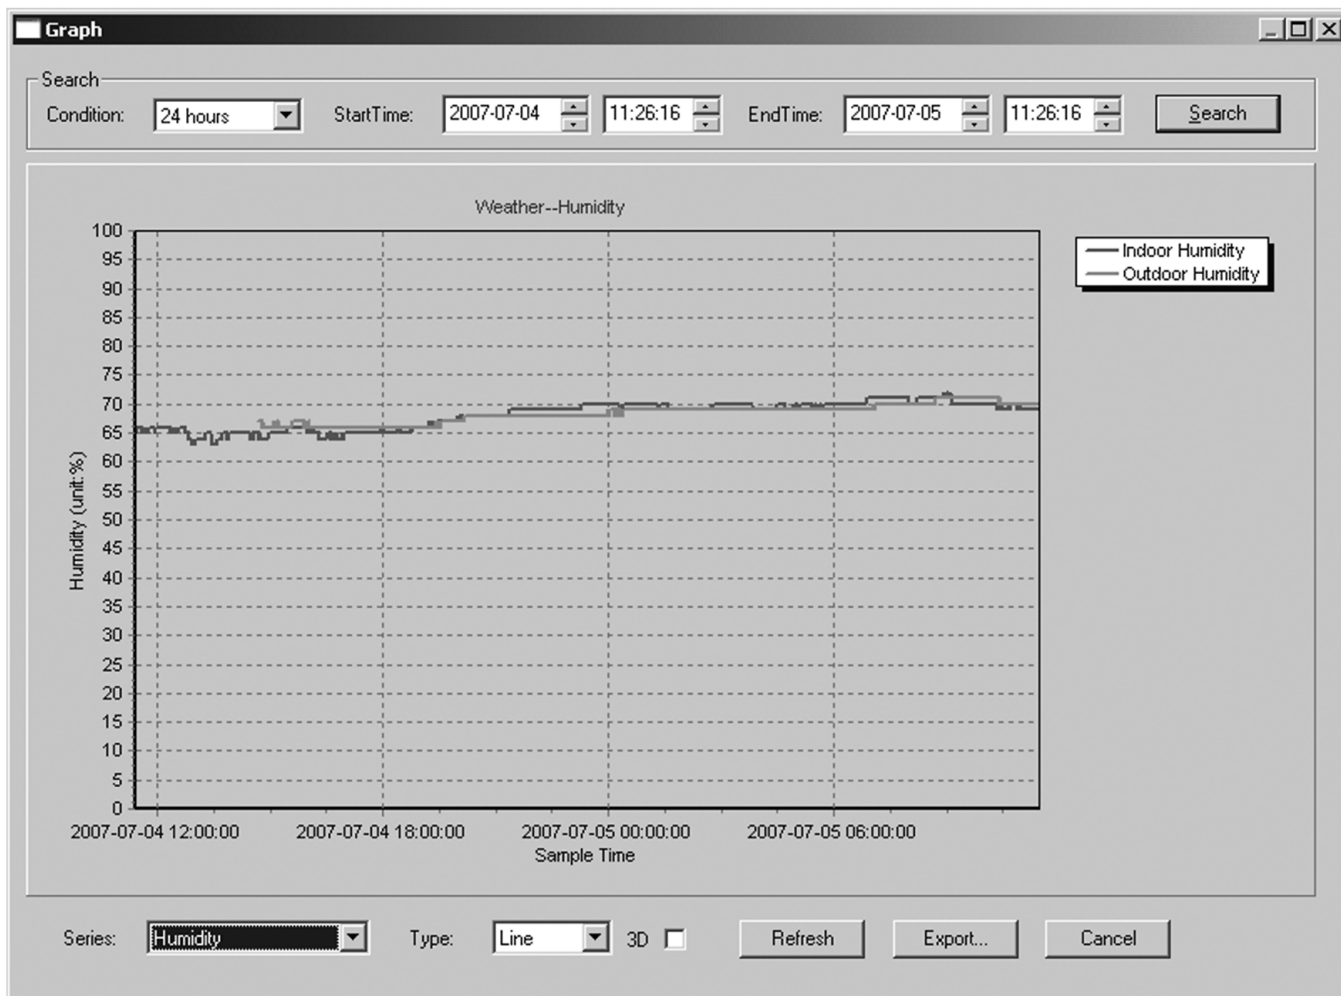 Graph
Search
Condition: 24 hours StartTime: 2007-07-04 11:26:16 EndTime: 2007-07-05 11:26:16 Search
Weather--Humidity
Indoor Humidity
Outdoor Humidity
100
95
90
85
80
75
70
65
60
55
50
45
40
35
30
25
20
15
10
5
0
Humidity (unit:%)
2007-07-04 12:00:00 2007-07-04 18:00:00 2007-07-05 00:00:00 2007-07-05 06:00:00
Sample Time
Series: Humidity Type: Line 3D Refresh Export... Cancel